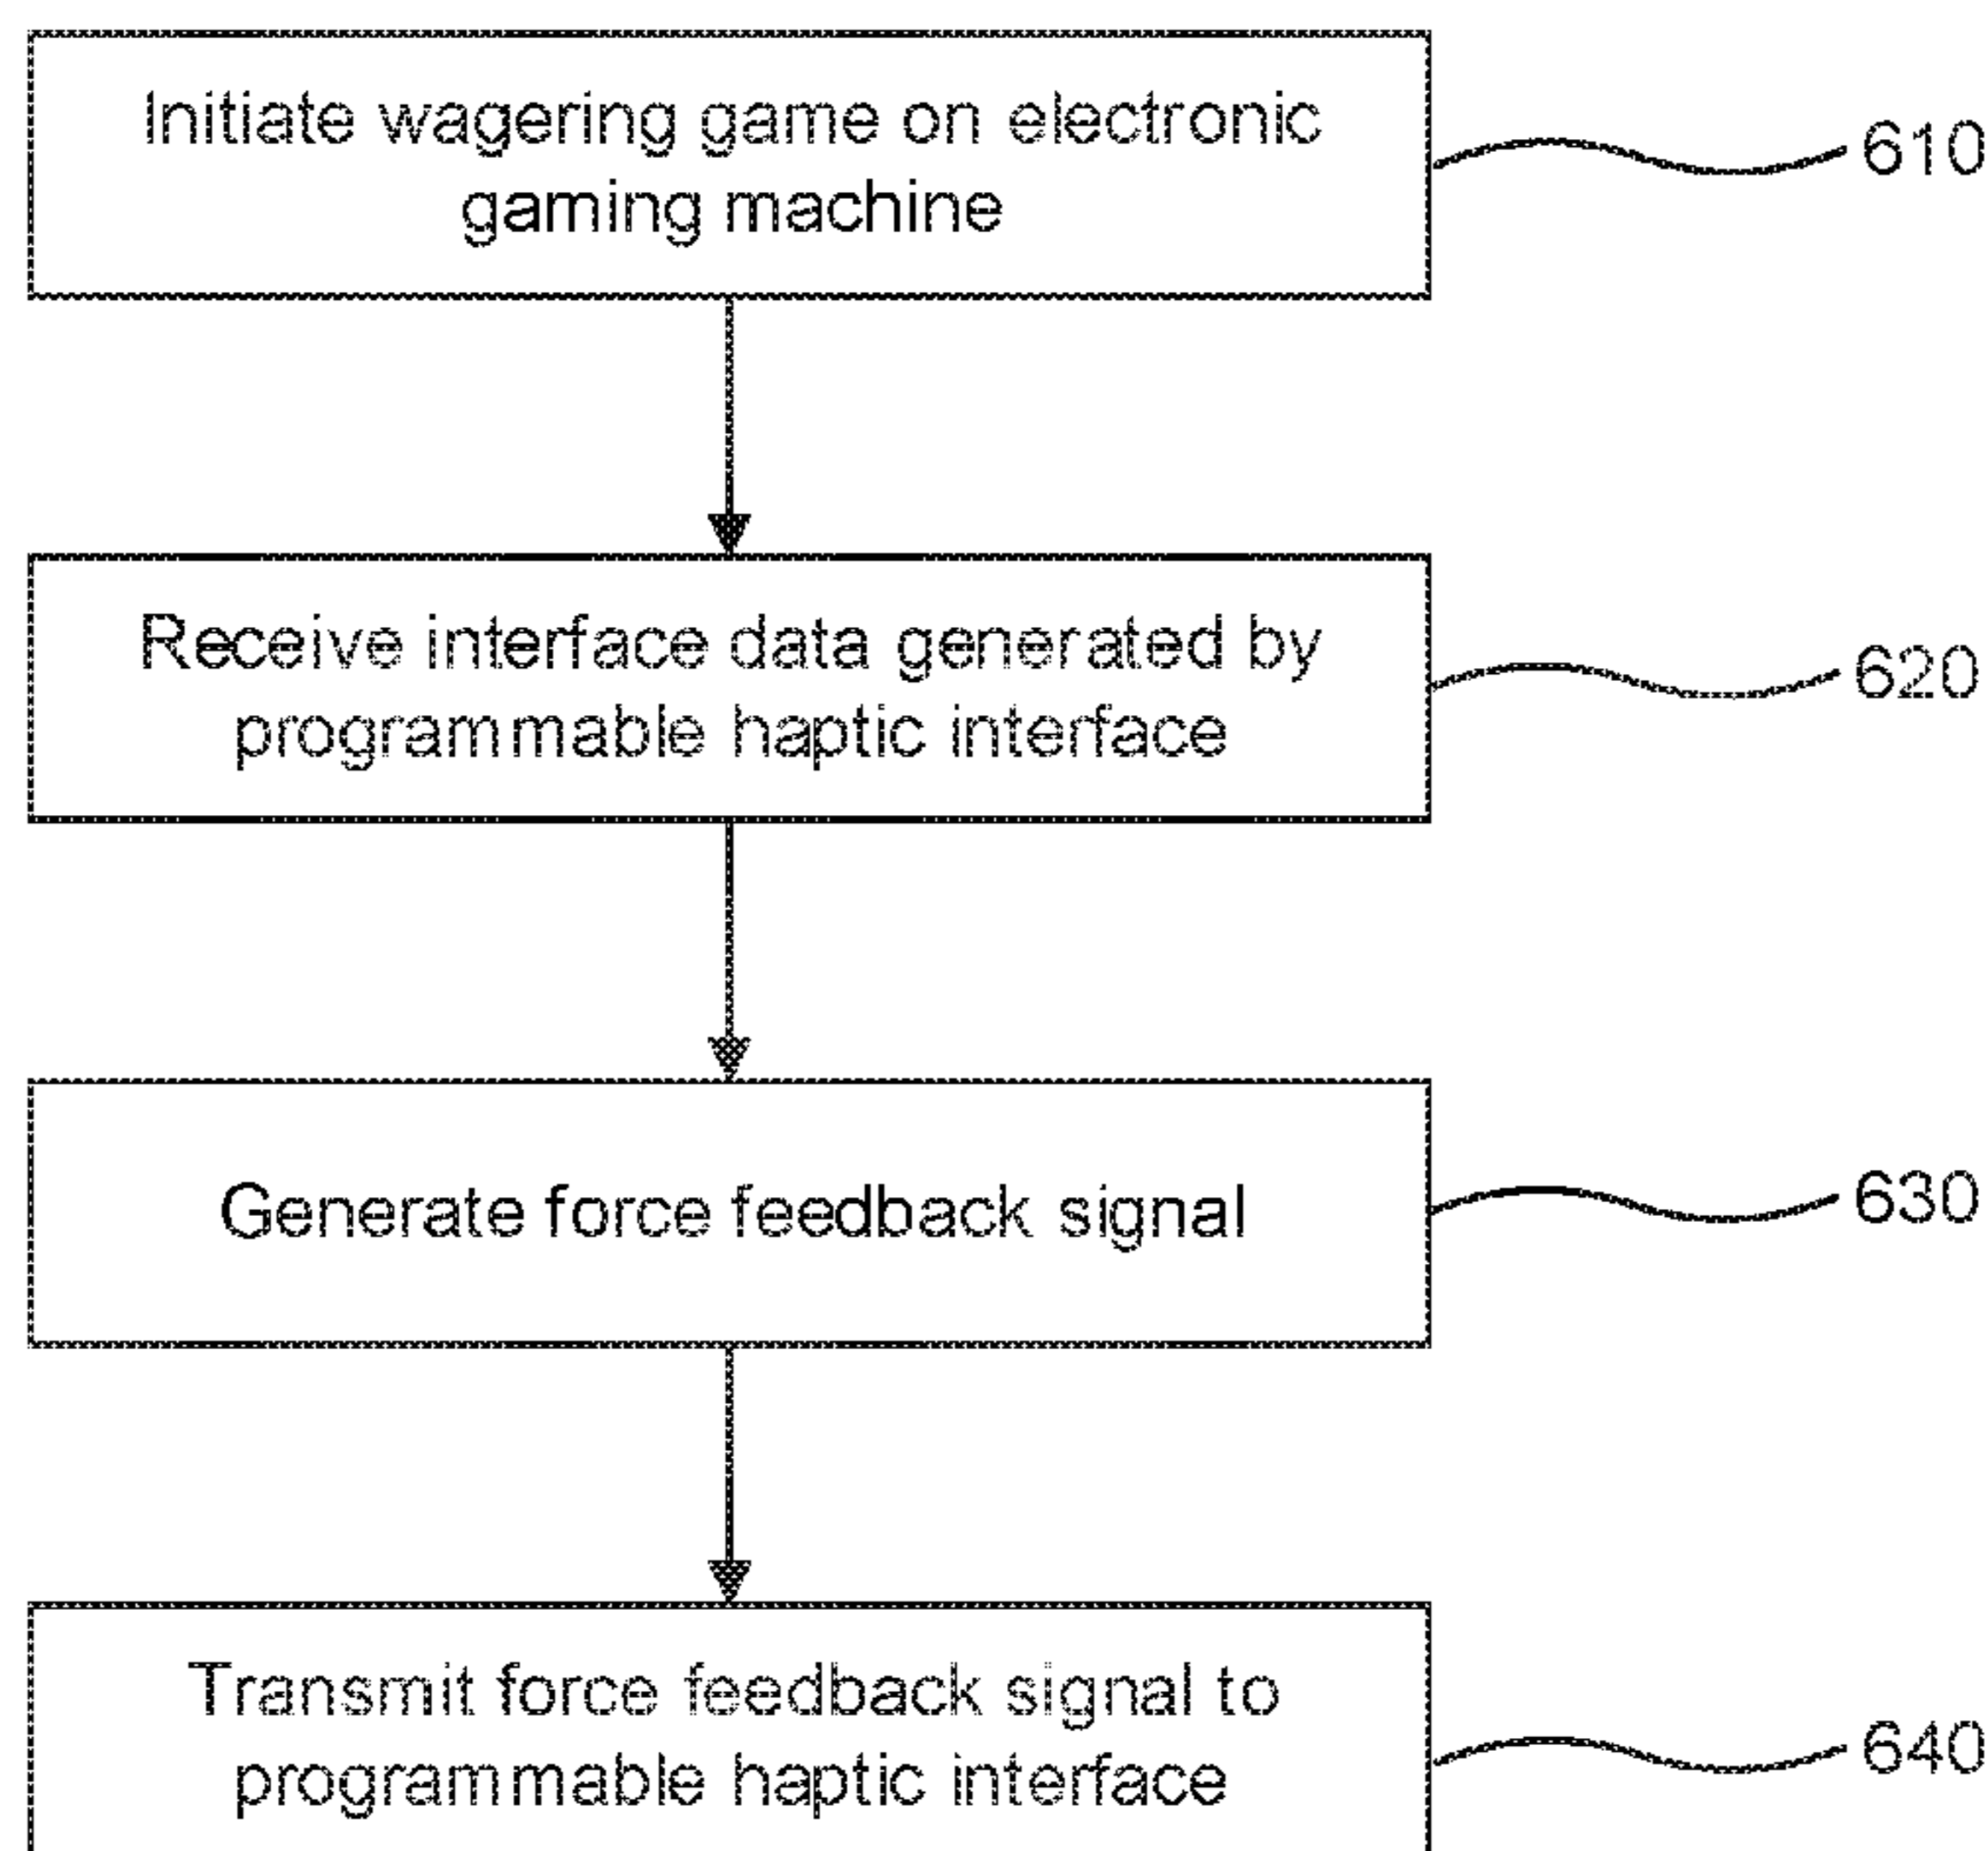 Initiate wagering game on electronic
gaming machine
610
Receive interface data generated by
programmable haptic interface
620
Generate force feedback signal
630
Transmit force feedback signal to
programmable haptic interface
640